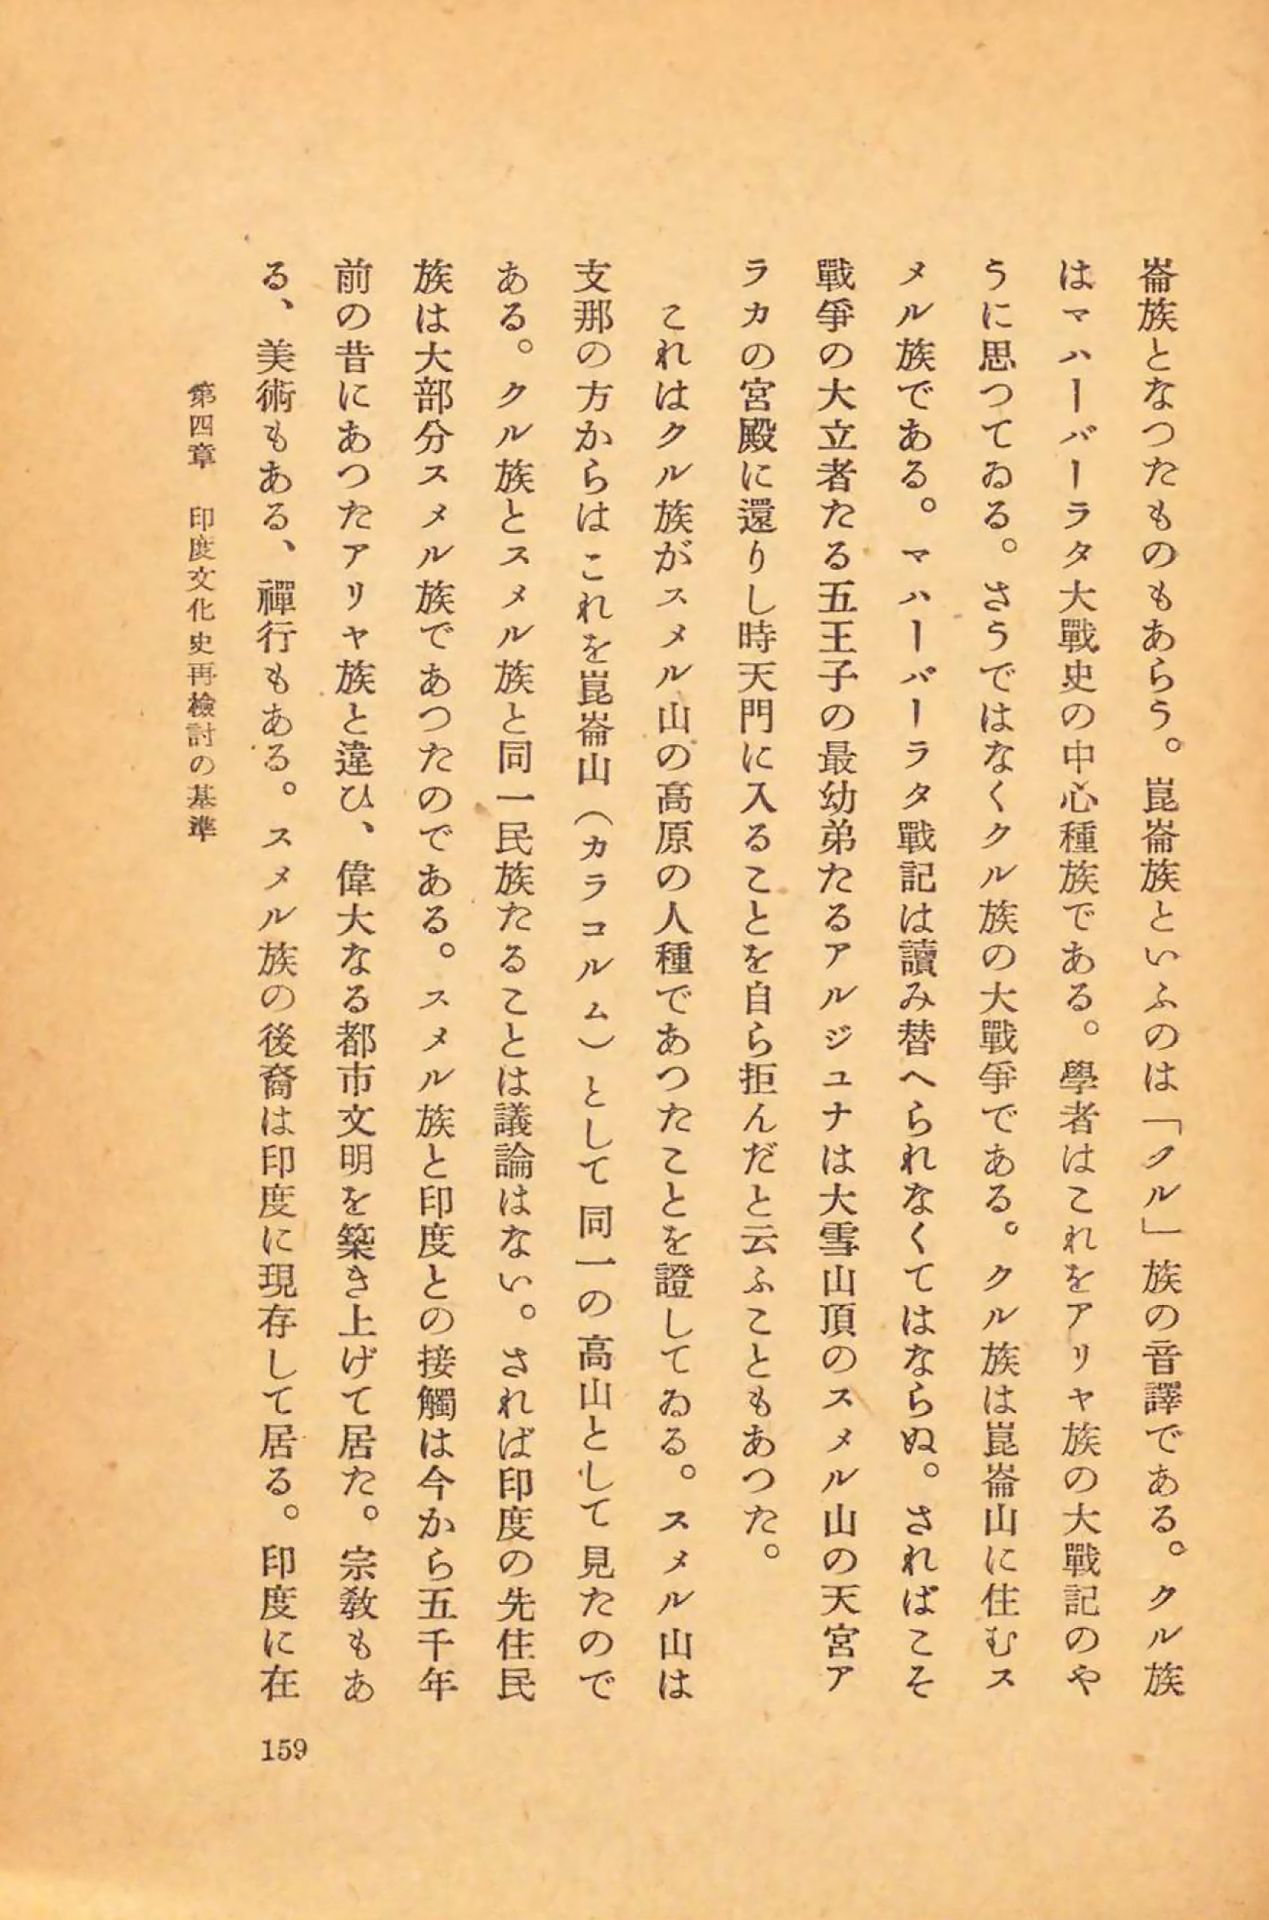 崙族となつたものもあらう。崑崙族といふのは「クル」族の音譯である。クル族
はマハーバーラタ大戰史の中心種族である。學者はこれをアリヤ族の大戰記のや
うに思つてゐる。さうではなくクル族の大戰爭である。クル族は崑崙山に住むス
メル族である。マハーバーラタ戰記は讀み替へられなくてはならぬ。さればこそ
戰爭の大立者たる五王子の最幼弟たるアルジユナは大雪山頂のスメル山の天宮ア
ラカの宮殿に還りし時天門に入ることを自ら拒んだと云ふこともあつた。
これはクル族がスメル山の高原の人種であつたことを證してゐる。スメル山は
支那の方からはこれを崑崙山（カラコルム）として同一の高山として見たので
ある。クル族とスメル族と同一民族たることは議論はない。されば印度の先住民
族は大部分スメル族であつたのである。スメル族と印度との接觸は今から五千年
前の昔にあつたアリヤ族と違ひ、偉大なる都市文明を築き上げて居た。宗敎もあ
る、美術もある、禪行もある。スメル族の後裔は印度に現存して居る。印度に在
第四章　印度文化史再檢討の基準
159